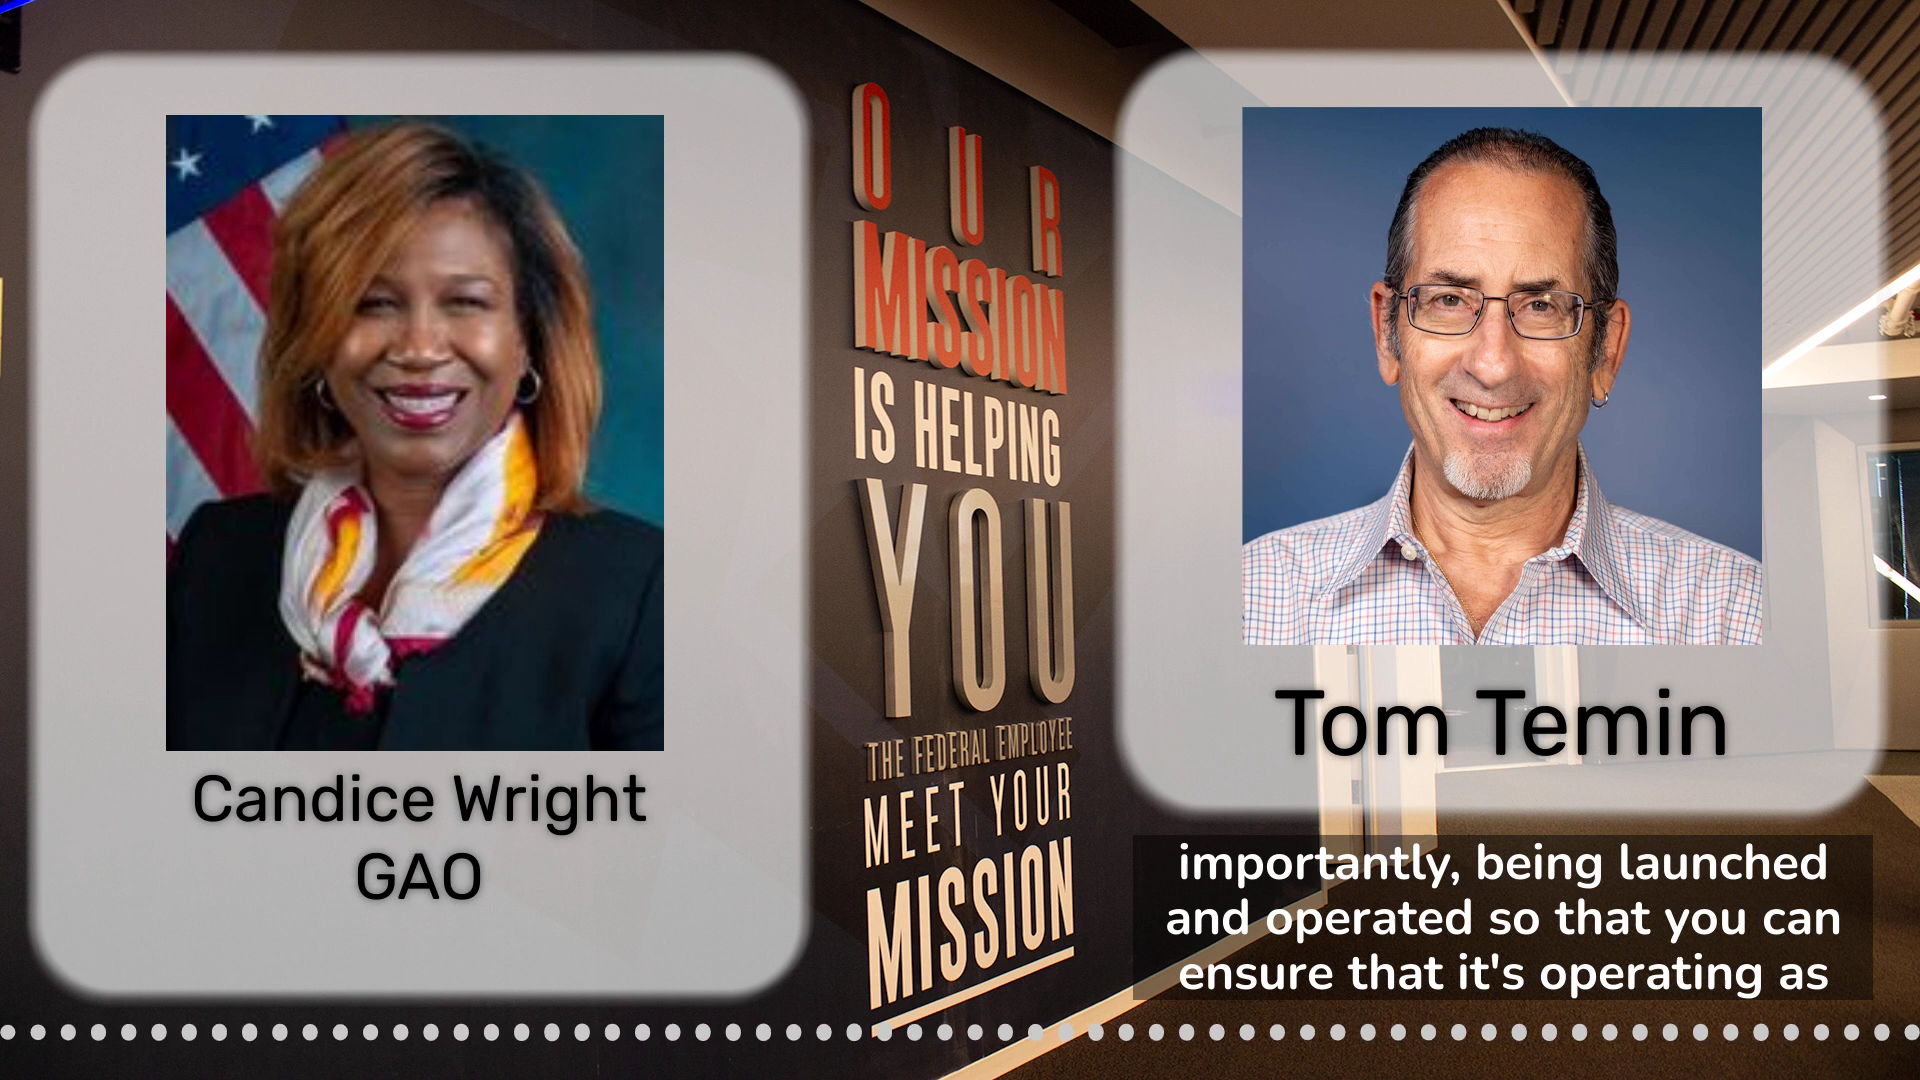 Candice Wright
GAO
OUR
MISSION
IS HELPING
YOU
THE FEDERAL EMPLOYEE
MEET YOUR
MISSION
Tom Temin
importantly, being launched
and operated so that you can
ensure that it's operating as